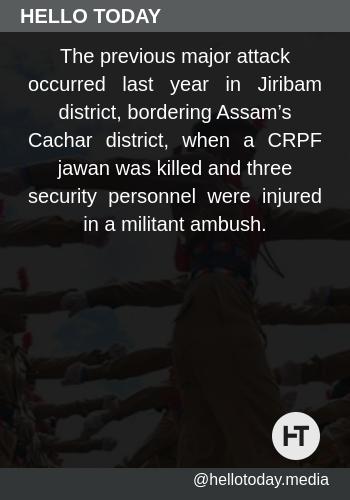 HELLO TODAY
The previous major attack
occurred last year in Jiribam
district, bordering Assam’s
Cachar district, when a CRPF
jawan was killed and three
security personnel were injured
in a militant ambush.
HT
@hellotoday.media